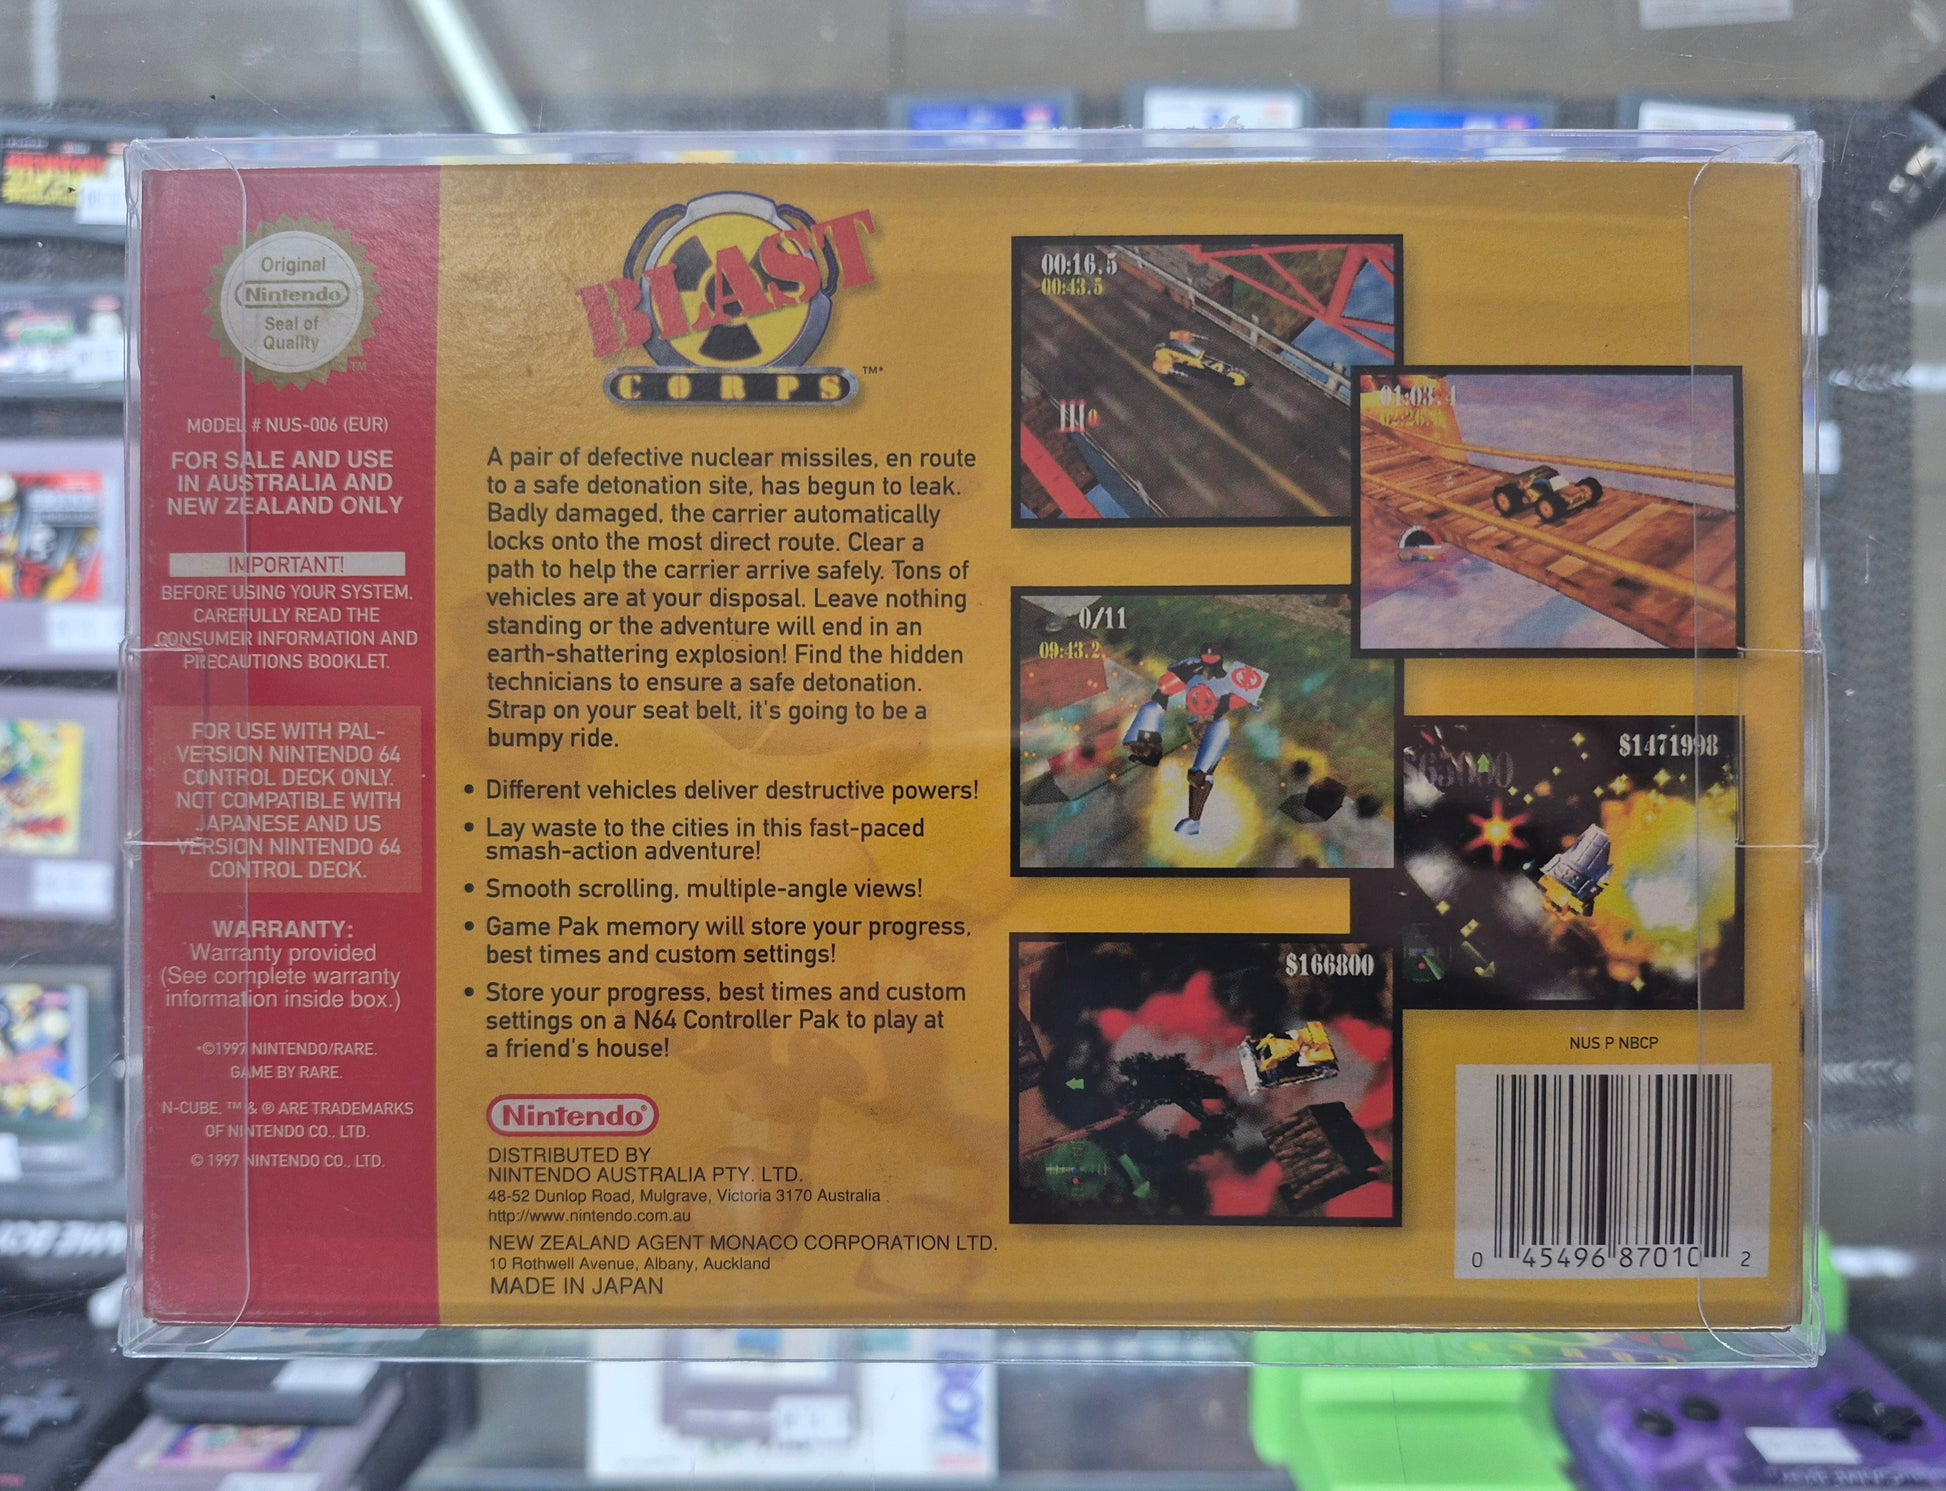 Original
Nintendo
Seal of
Quality
TM
MODEL # NUS-006 (EUR)
FOR SALE AND USE
IN AUSTRALIA AND
NEW ZEALAND ONLY
IMPORTANT!
BEFORE USING YOUR SYSTEM,
CAREFULLY READ THE
CONSUMER INFORMATION AND
PRECAUTIONS BOOKLET.
FOR USE WITH PAL-
VERSION NINTENDO 64
CONTROL DECK ONLY.
NOT COMPATIBLE WITH
JAPANESE AND US
VERSION NINTENDO 64
CONTROL DECK.
WARRANTY:
Warranty provided
(See complete warranty
information inside box.)
©1997 NINTENDO/RARE.
GAME BY RARE.
N-CUBE, ™ & ® ARE TRADEMARKS
OF NINTENDO CO., LTD.
© 1997 NINTENDO CO., LTD.
BLAST
CORPS
™*
A pair of defective nuclear missiles, en route
to a safe detonation site, has begun to leak.
Badly damaged, the carrier automatically
locks onto the most direct route. Clear a
path to help the carrier arrive safely. Tons of
vehicles are at your disposal. Leave nothing
standing or the adventure will end in an
earth-shattering explosion! Find the hidden
technicians to ensure a safe detonation.
Strap on your seat belt, it's going to be a
bumpy ride.
• Different vehicles deliver destructive powers!
• Lay waste to the cities in this fast-paced
smash-action adventure!
• Smooth scrolling, multiple-angle views!
• Game Pak memory will store your progress,
best times and custom settings!
• Store your progress, best times and custom
settings on a N64 Controller Pak to play at
a friend's house!
Nintendo®
DISTRIBUTED BY
NINTENDO AUSTRALIA PTY. LTD.
48-52 Dunlop Road, Mulgrave, Victoria 3170 Australia
http://www.nintendo.com.au
NEW ZEALAND AGENT MONACO CORPORATION LTD.
10 Rothwell Avenue, Albany, Auckland
MADE IN JAPAN
00:16.5
00:43.5
01:03.4
0/11
09:43.2
$1471998
$65000
$166800
NUS P NBCP
0 45496 87010 2